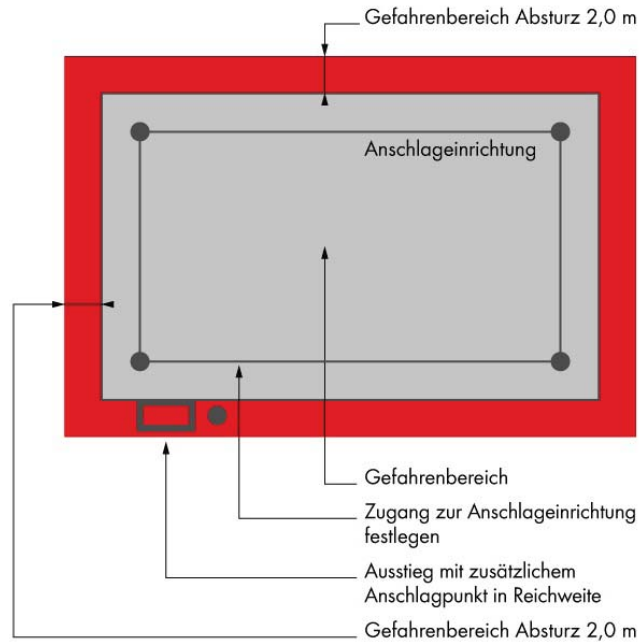 Gefahrenbereich Absturz 2,0 m
Anschlageinrichtung
Gefahrenbereich
Zugang zur Anschlageinrichtung
festlegen
Ausstieg mit zusätzlichem
Anschlagpunkt in Reichweite
Gefahrenbereich Absturz 2,0 m